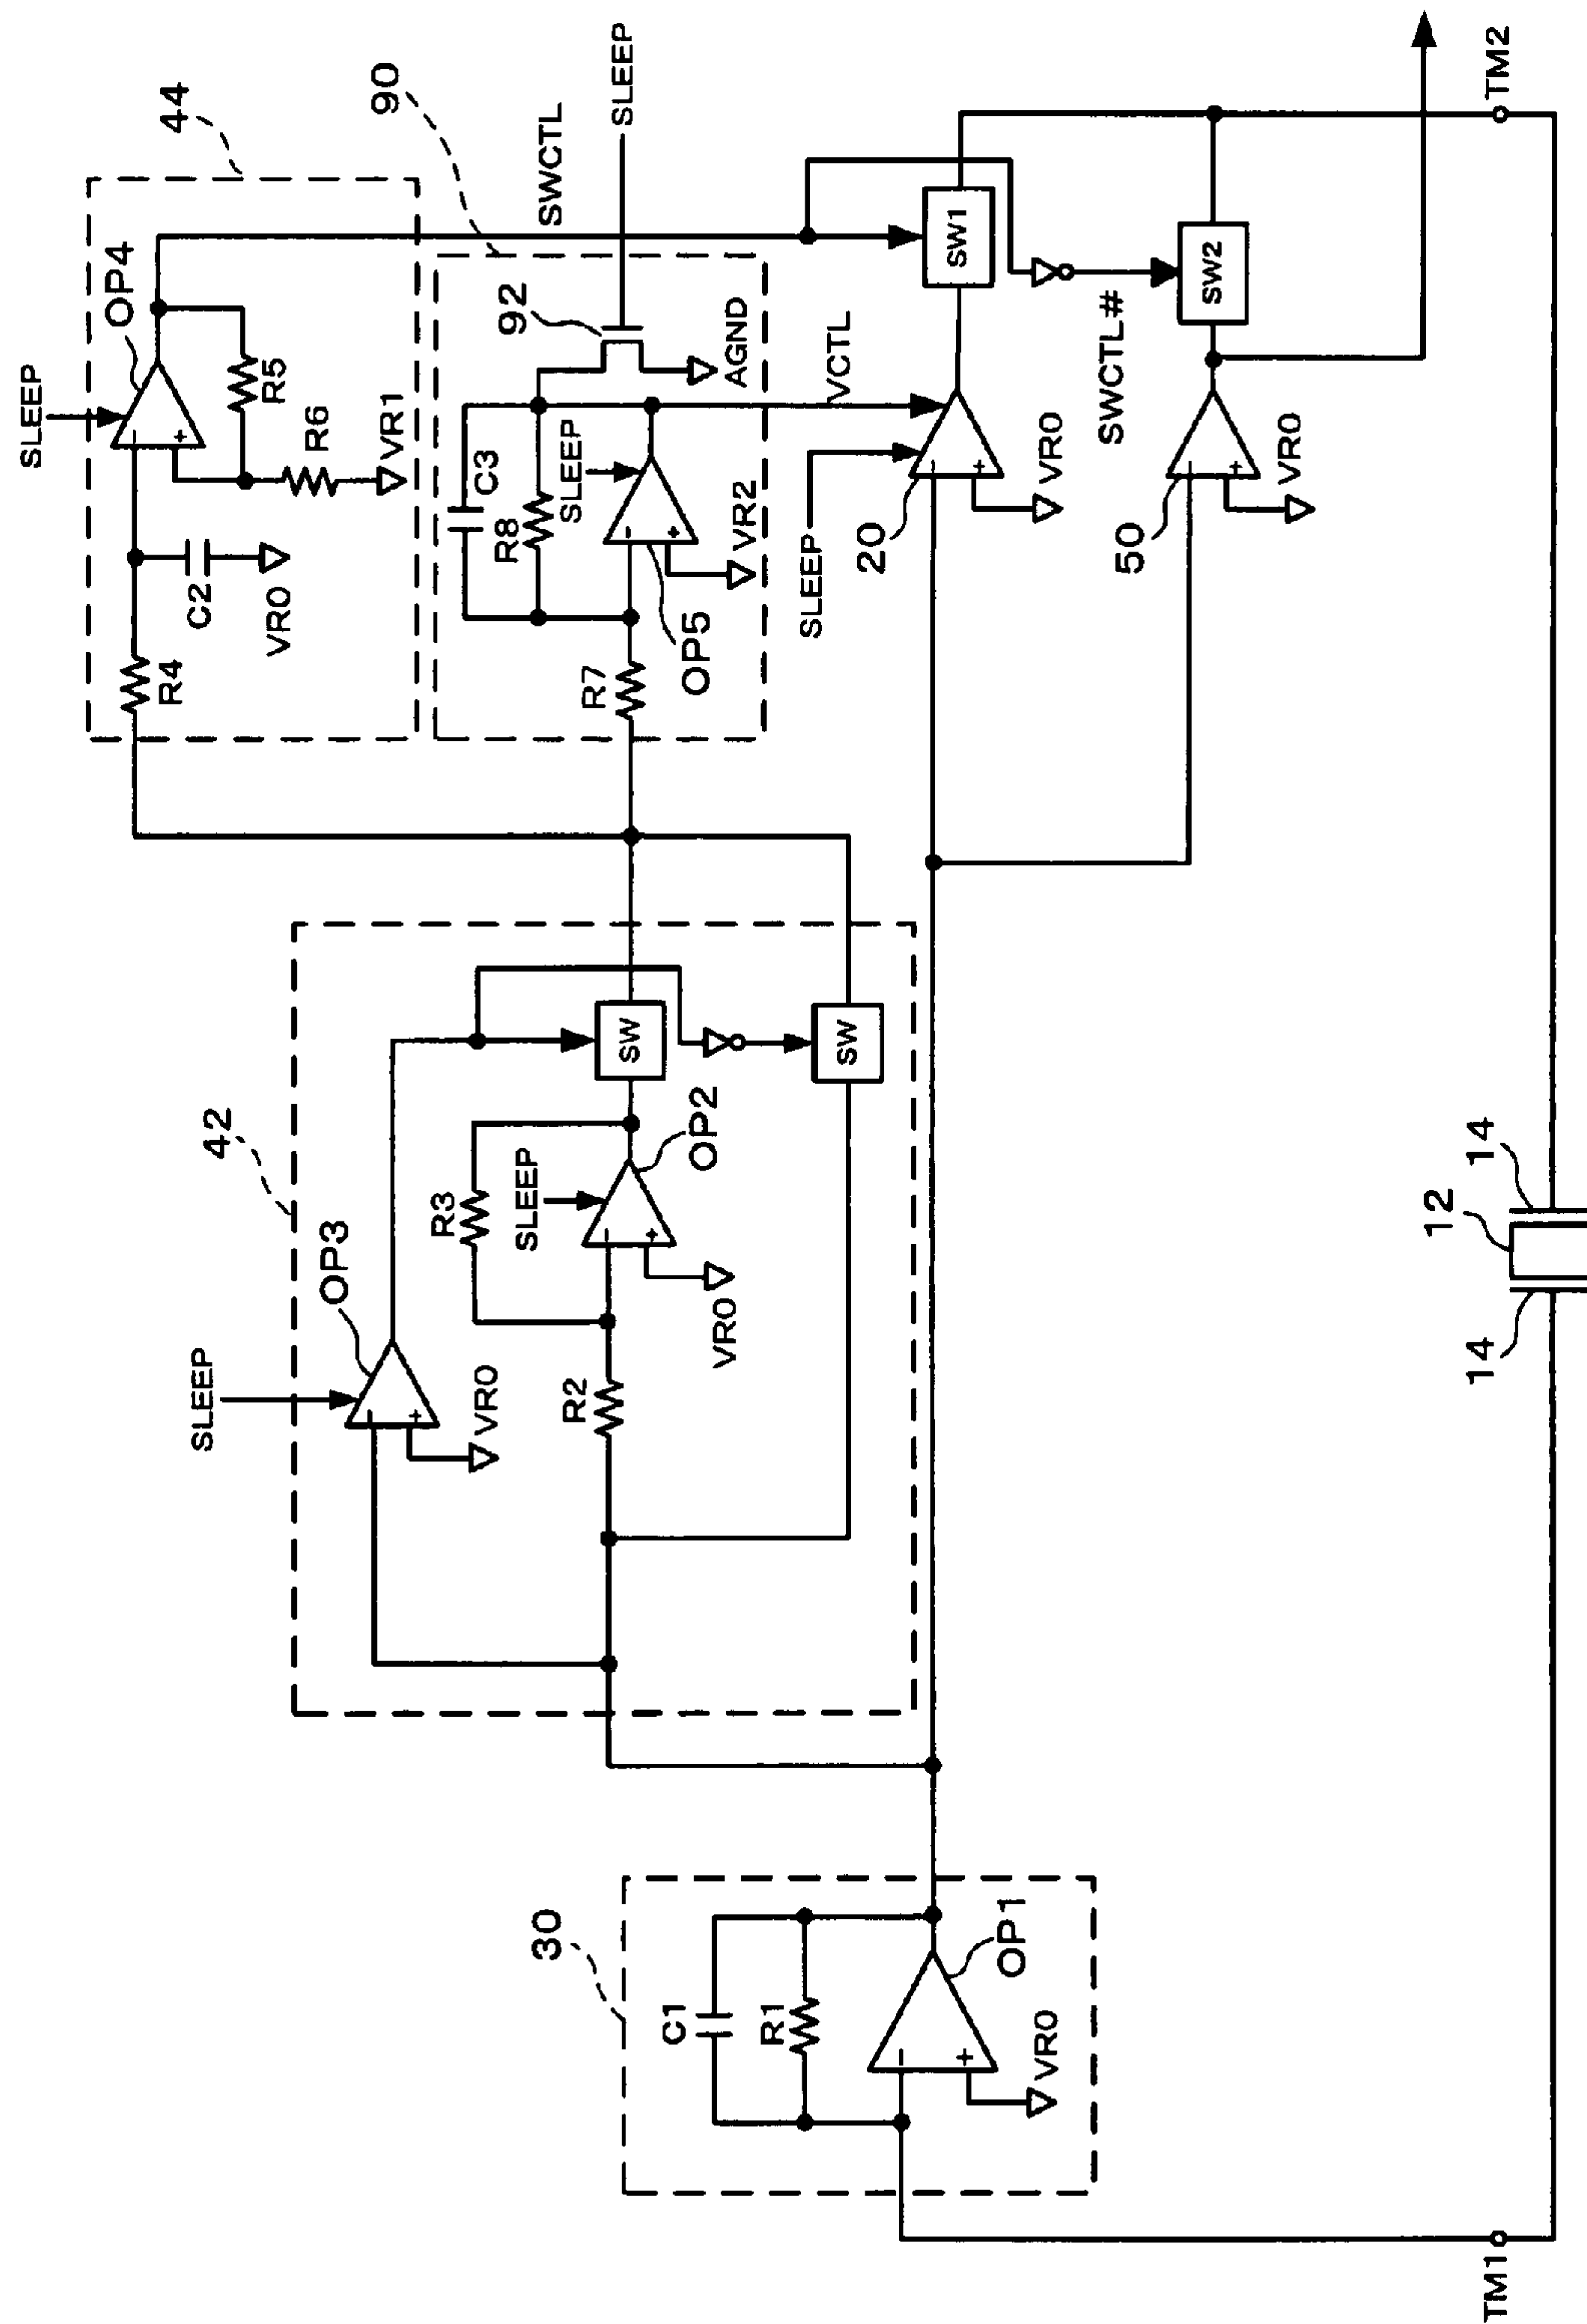 SLEEP
OP4
44
R4
C2
SLEEP
42
R5
VR0
R6
OP3
90
VR1
R3
VR0
C3
R8
92
SLEEP
30
SWCTL
SLEEP
R2
R7
SLEEP
SW
C1
OP5
OP2
VR0
AGND
VR2
R1
SLEEP
VCTL
SW
20
SW1
OP1
VR0
VR0
SWCTL#
50
SW2
VR0
12
14
14
TM1
TM2